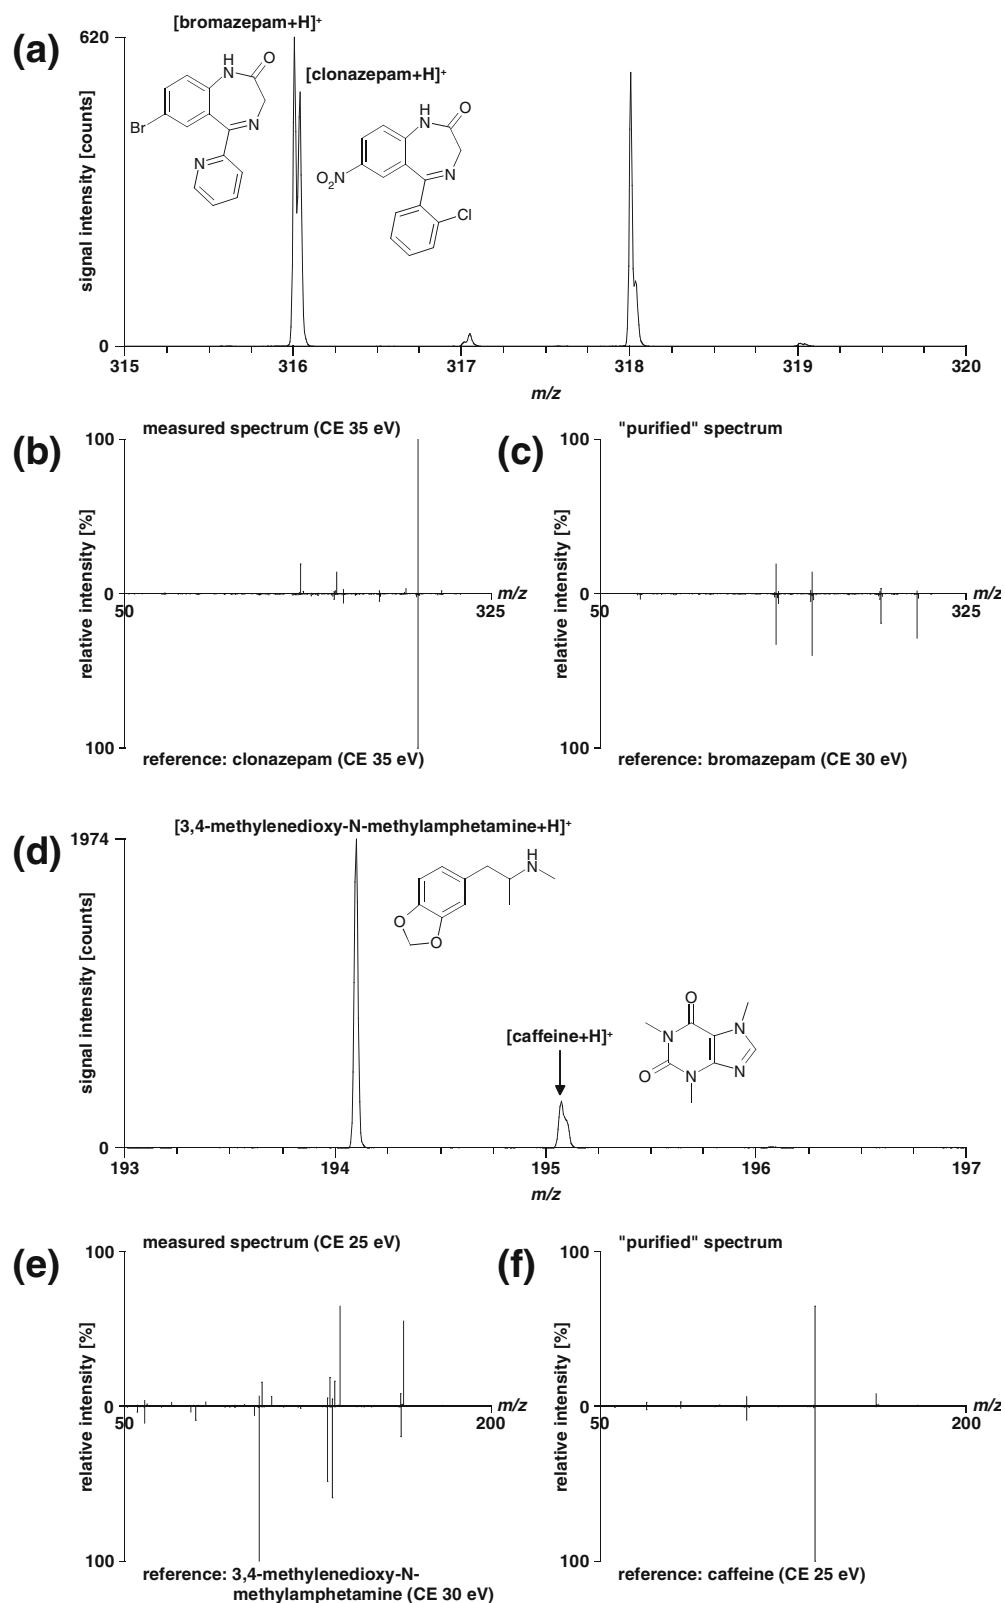 (a)
[bromazepam+H]+
[clonazepam+H]+
620
signal intensity [counts]
0
H
N
O
N
Br
N
H
N
O
N
O2N
Cl
315
316
317
318
319
320
m/z
(b)
measured spectrum (CE 35 eV)
100
relative intensity [%]
0
50
325
m/z
100
reference: clonazepam (CE 35 eV)
(c)
"purified" spectrum
100
relative intensity [%]
0
50
325
m/z
100
reference: bromazepam (CE 30 eV)
(d)
[3,4-methylenedioxy-N-methylamphetamine+H]+
1974
signal intensity [counts]
0
H
N
O
O
[caffeine+H]+
O
N
N
O
N
N
193
194
195
196
197
m/z
(e)
measured spectrum (CE 25 eV)
100
relative intensity [%]
0
50
200
m/z
100
reference: 3,4-methylenedioxy-N-
methylamphetamine (CE 30 eV)
(f)
"purified" spectrum
100
relative intensity [%]
0
50
200
m/z
100
reference: caffeine (CE 25 eV)